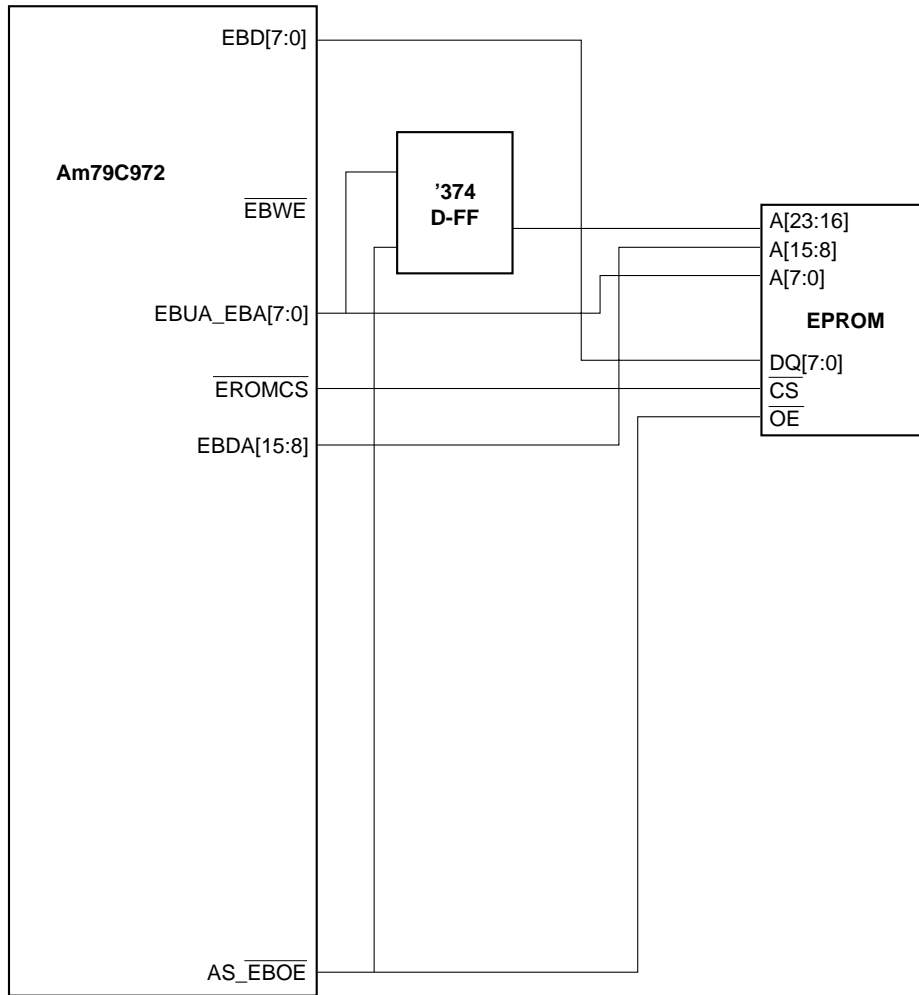 EBD[7:0]
Am79C972
’374
D-FF
EBWE
A[23:16]
A[15:8]
A[7:0]
EBUA_EBA[7:0]
EPROM
DQ[7:0]
EROMCS
CS
OE
EBDA[15:8]
AS_EBOE